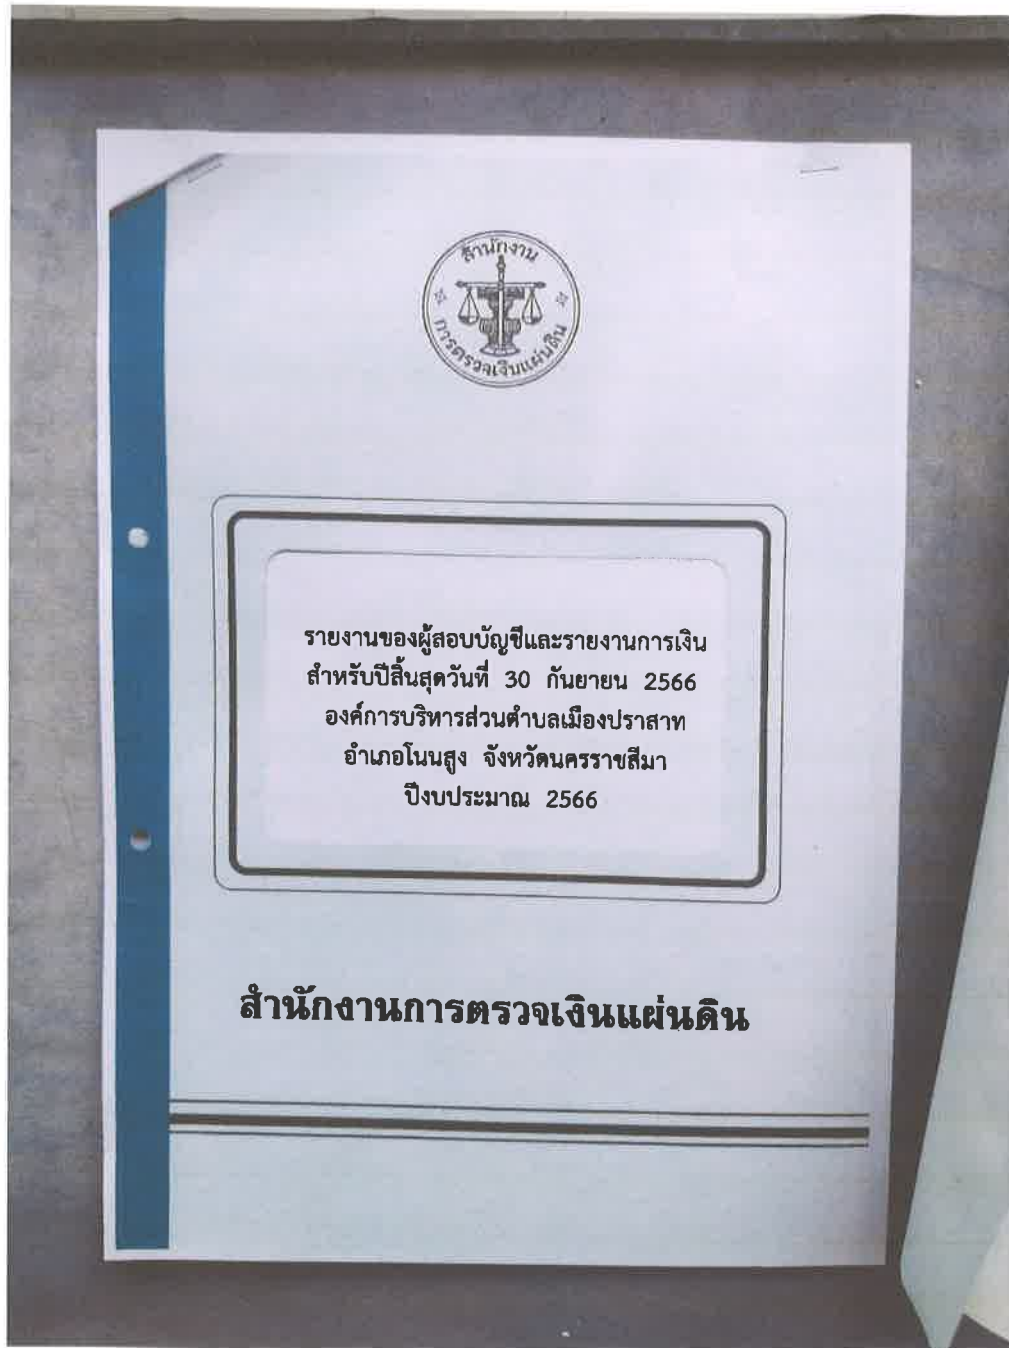 สำนักงาน
การตรวจเงินแผ่นดิน
รายงานของผู้สอบบัญชีและรายงานการเงิน
สำหรับปีสิ้นสุดวันที่ 30 กันยายน 2566
องค์การบริหารส่วนตำบลเมืองปราสาท
อำเภอโนนสูง จังหวัดนครราชสีมา
ปีงบประมาณ 2566
สำนักงานการตรวจเงินแผ่นดิน